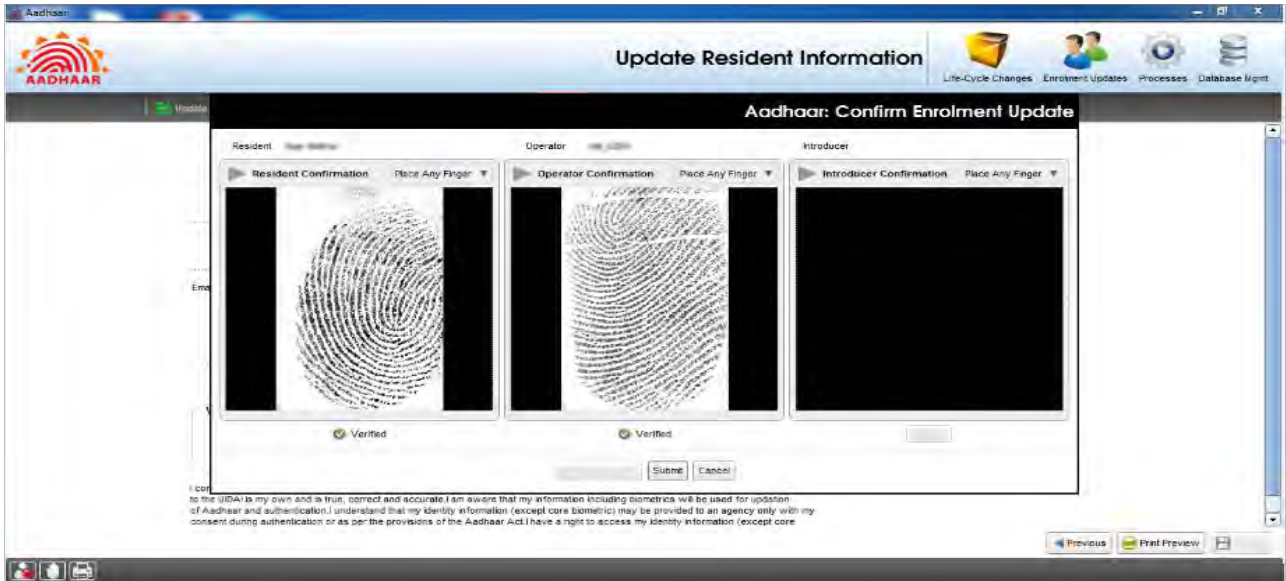 Aadhaar
AADHAAR
Update Resident Information
Life-Cycle Changes
Enrolment Updates
Processes
Database Mgmt
Update
Aadhaar: Confirm Enrolment Update
Resident
Operator
Introducer
Resident Confirmation Place Any Finger
Operator Confirmation Place Any Finger
Introducer Confirmation Place Any Finger
Ema
Verified
Verified
Submit
Cancel
I con
to the UIDAI is my own and is true, correct and accurate.I am aware that my information including biometrics will be used for updation
of Aadhaar and authentication.I understand that my identity information (except core biometric) may be provided to an agency only with my
consent during authentication or as per the provisions of the Aadhaar Act.I have a right to access my identity information (except core
Previous
Print Preview